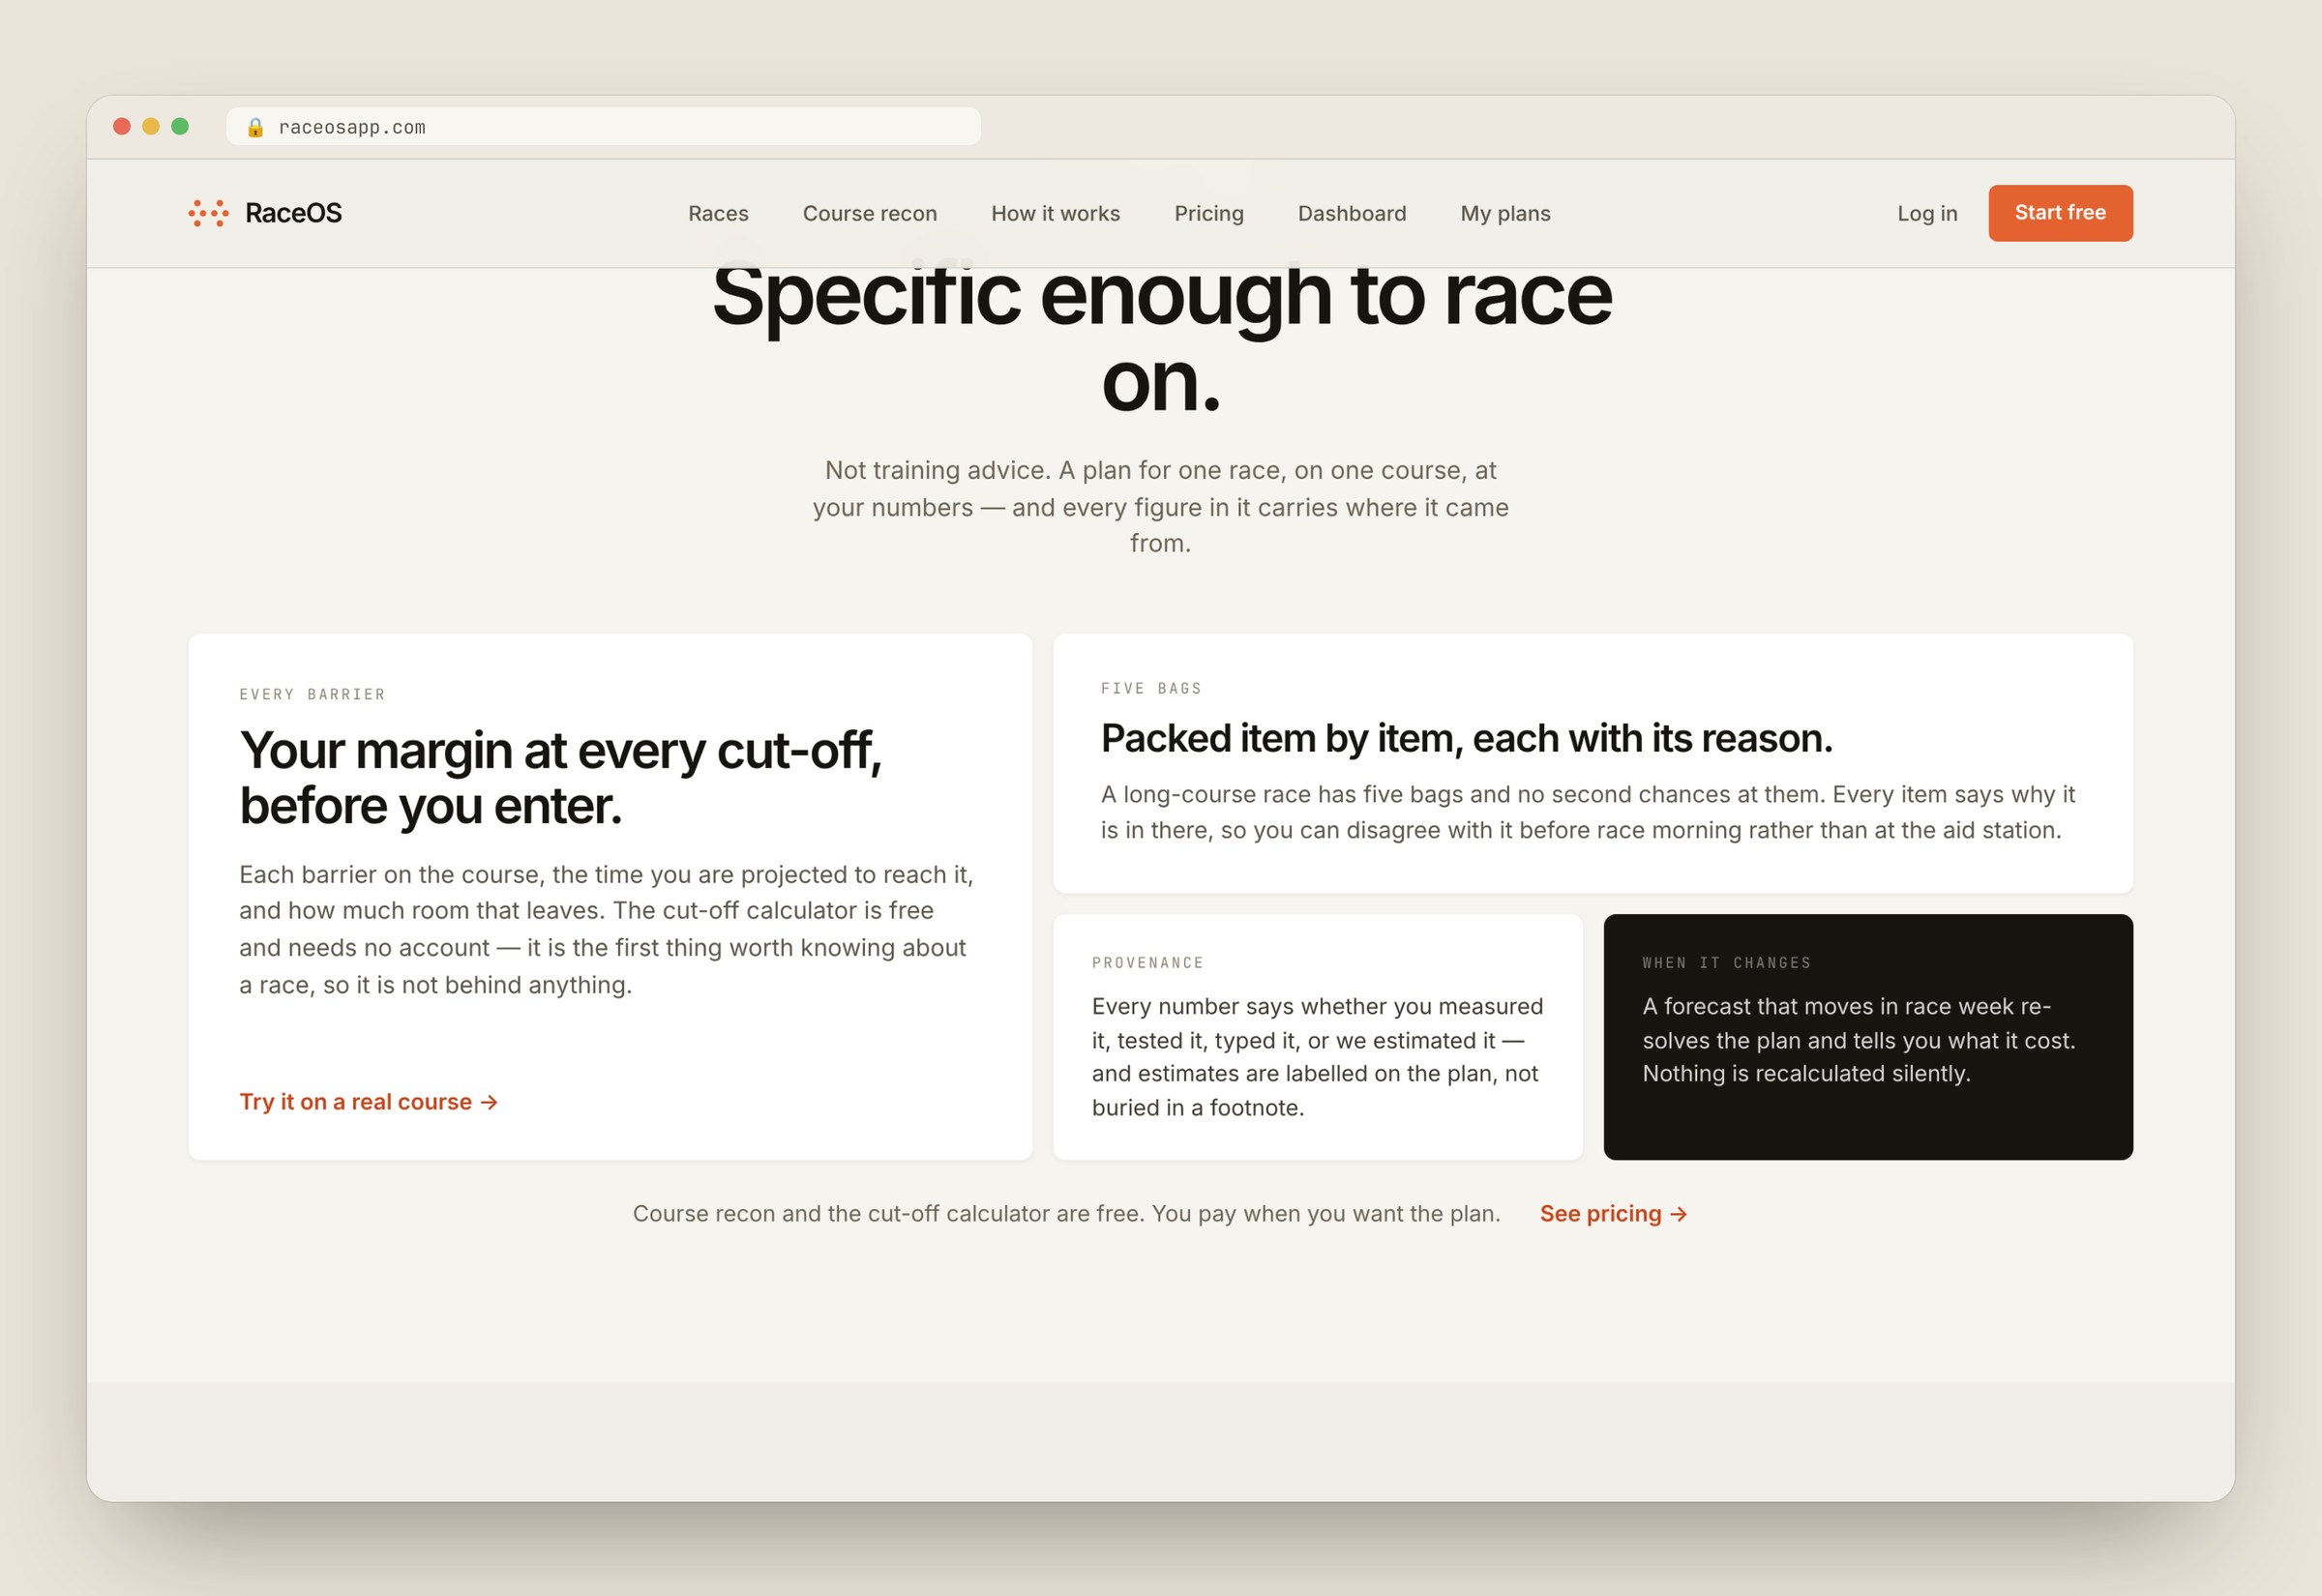 raceosapp.com
RaceOS
Races
Course recon
How it works
Pricing
Dashboard
My plans
Log in
Start free
Specific enough to race
on.
Not training advice. A plan for one race, on one course, at
your numbers — and every figure in it carries where it came
from.
EVERY BARRIER
Your margin at every cut-off,
before you enter.
Each barrier on the course, the time you are projected to reach it,
and how much room that leaves. The cut-off calculator is free
and needs no account — it is the first thing worth knowing about
a race, so it is not behind anything.
Try it on a real course →
FIVE BAGS
Packed item by item, each with its reason.
A long-course race has five bags and no second chances at them. Every item says why it
is in there, so you can disagree with it before race morning rather than at the aid station.
PROVENANCE
Every number says whether you measured
it, tested it, typed it, or we estimated it —
and estimates are labelled on the plan, not
buried in a footnote.
WHEN IT CHANGES
A forecast that moves in race week re-
solves the plan and tells you what it cost.
Nothing is recalculated silently.
Course recon and the cut-off calculator are free. You pay when you want the plan.
See pricing →